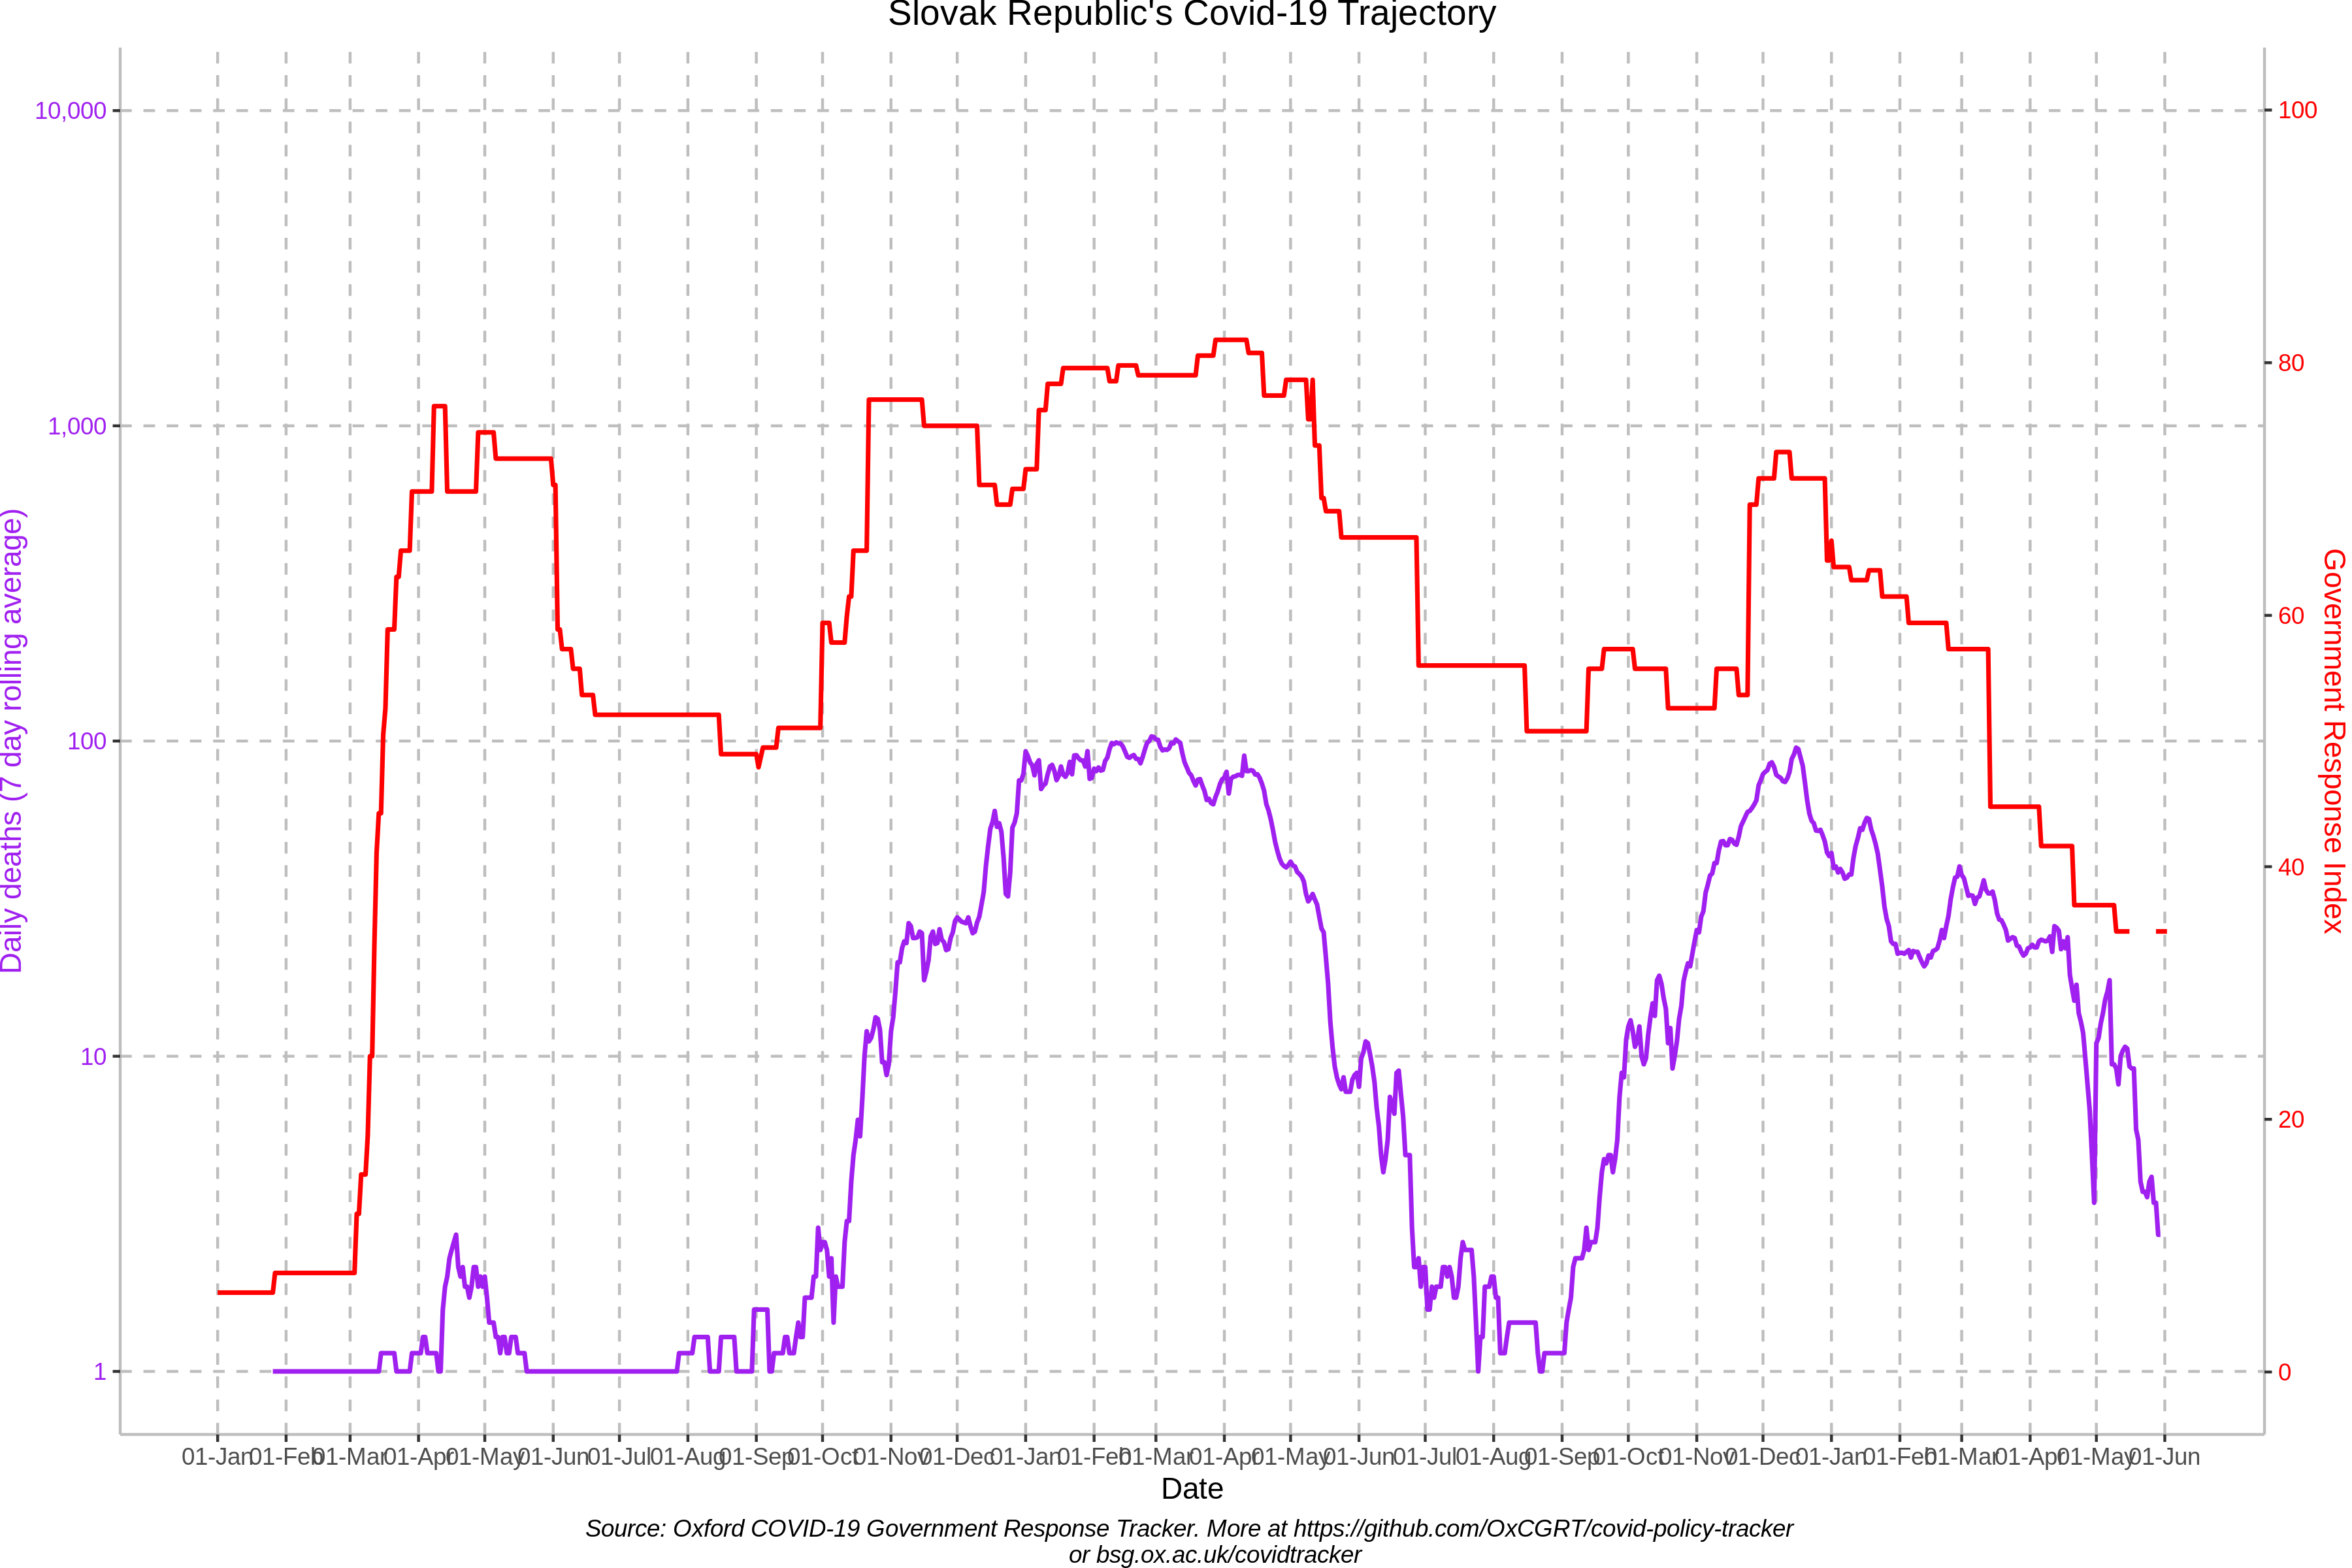 Slovak Republic's Covid-19 Trajectory
10,000
1,000
100
10
1
100
80
60
40
20
0
Daily deaths (7 day rolling average)
Government Response Index
01-Jan 01-Feb 01-Mar 01-Apr 01-May 01-Jun 01-Jul 01-Aug 01-Sep 01-Oct 01-Nov 01-Dec 01-Jan 01-Feb 01-Mar 01-Apr 01-May 01-Jun 01-Jul 01-Aug 01-Sep 01-Oct 01-Nov 01-Dec 01-Jan 01-Feb 01-Mar 01-Apr 01-May 01-Jun
Date
Source: Oxford COVID-19 Government Response Tracker. More at https://github.com/OxCGRT/covid-policy-tracker
or bsg.ox.ac.uk/covidtracker